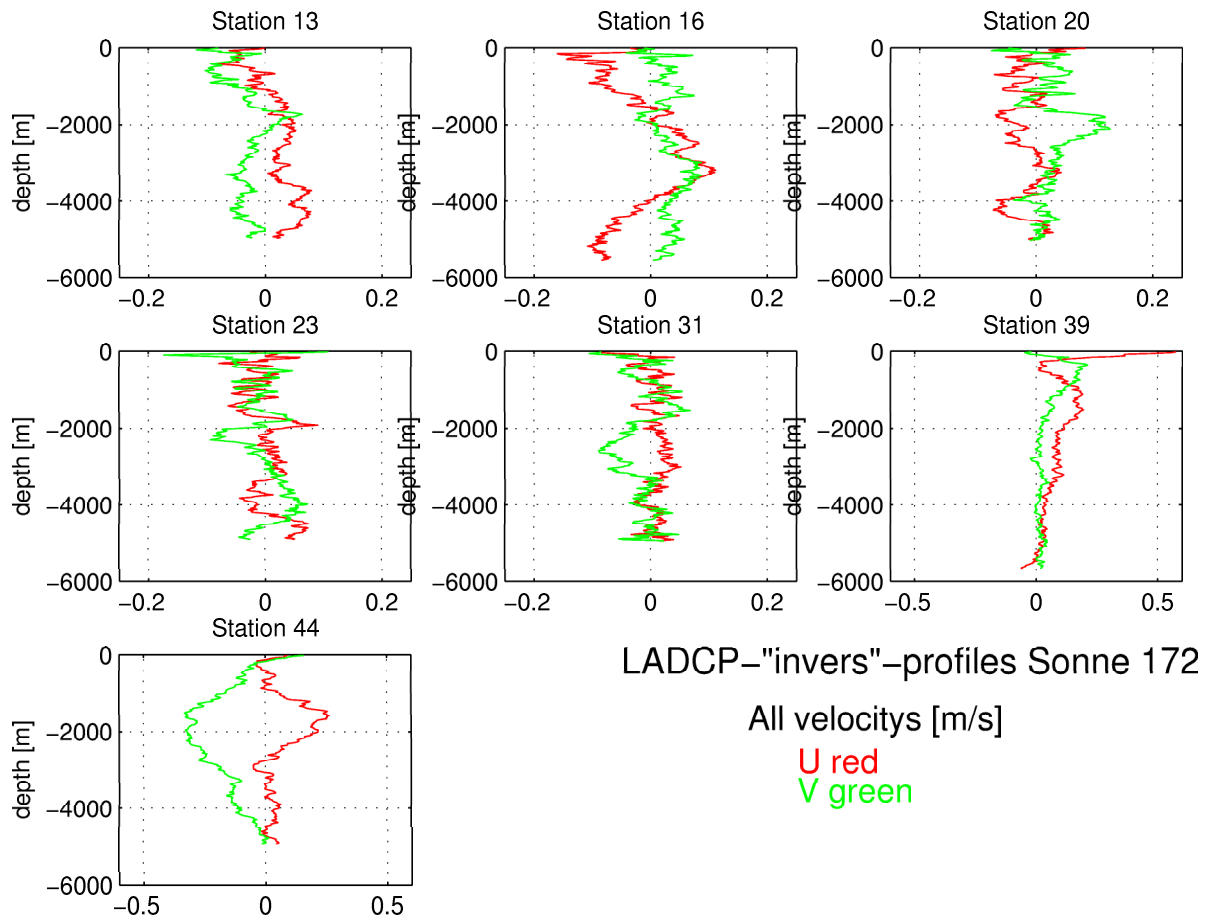 Station 13
Station 16
Station 20
0
−2000
−4000
−6000
depth [m]
−0.2
0
0.2
0
−2000
−4000
−6000
depth [m]
−0.2
0
0.2
0
−2000
−4000
−6000
depth [m]
−0.2
0
0.2
Station 23
Station 31
Station 39
0
−2000
−4000
−6000
depth [m]
−0.2
0
0.2
0
−2000
−4000
−6000
depth [m]
−0.2
0
0.2
0
−2000
−4000
−6000
depth [m]
−0.5
0
0.5
Station 44
0
−2000
−4000
−6000
depth [m]
−0.5
0
0.5
LADCP−"invers"−profiles Sonne 172
All velocitys [m/s]
U red
V green